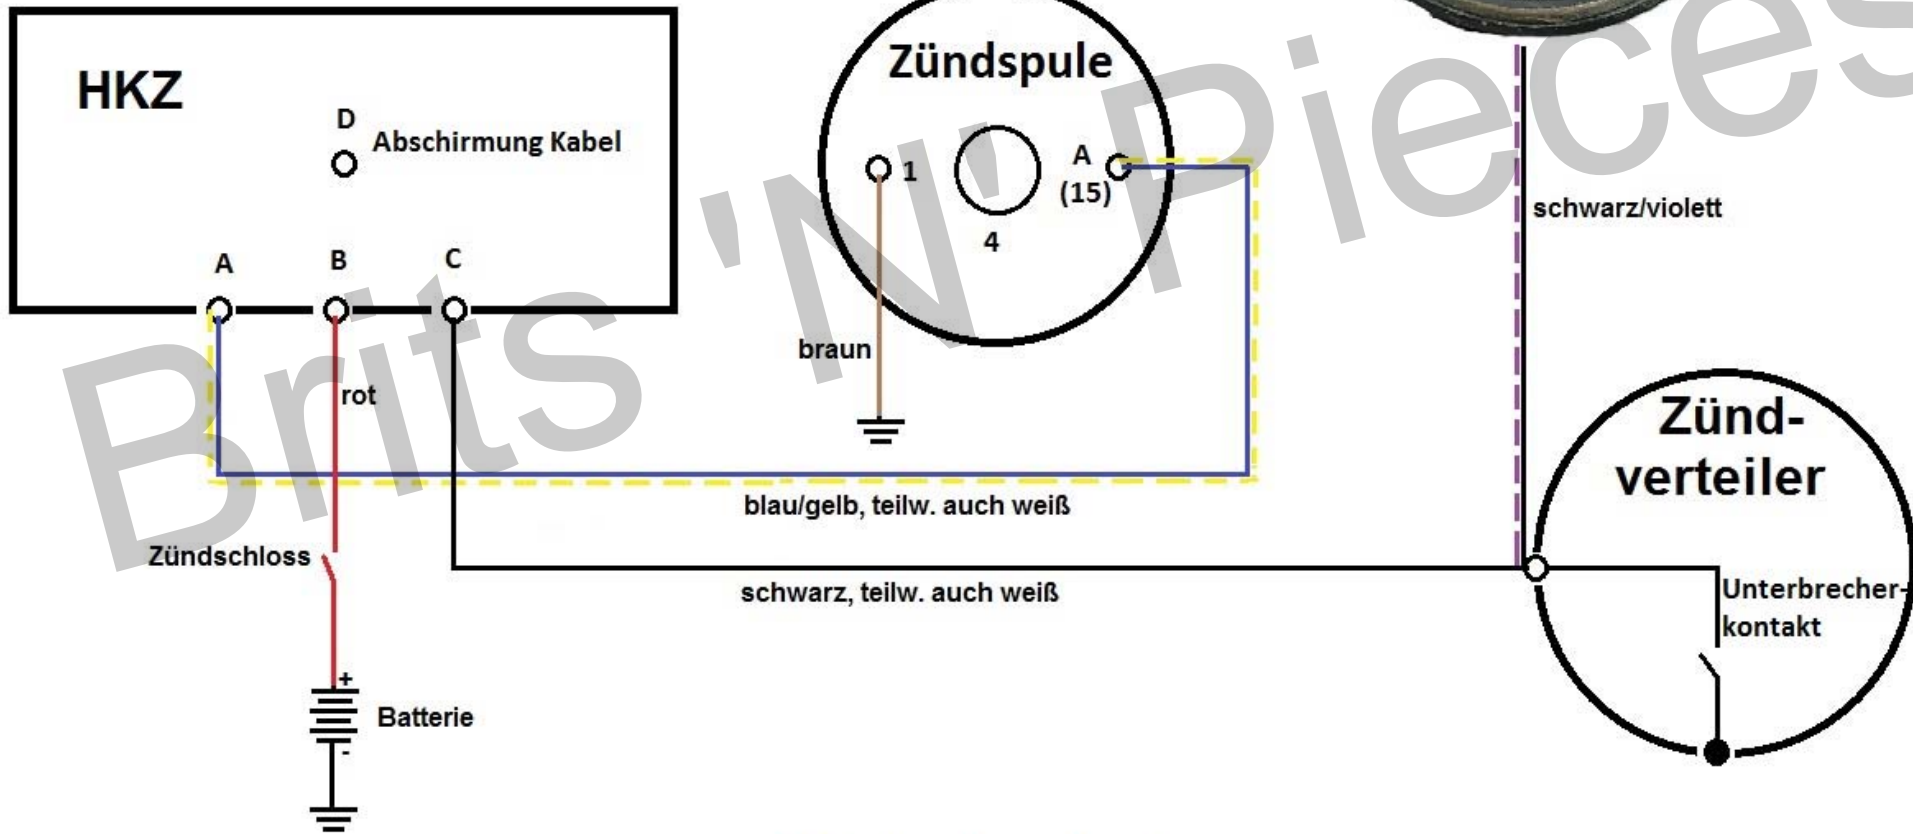 HKZ
D
Abschirmung Kabel
A
B
C
Zündspule
1
A
(15)
4
schwarz/violett
braun
rot
Zünd-
verteiler
blau/gelb, teilw. auch weiß
Zündschloss
schwarz, teilw. auch weiß
Unterbrecher-
kontakt
+
Batterie
-
Brits 'N' Pieces